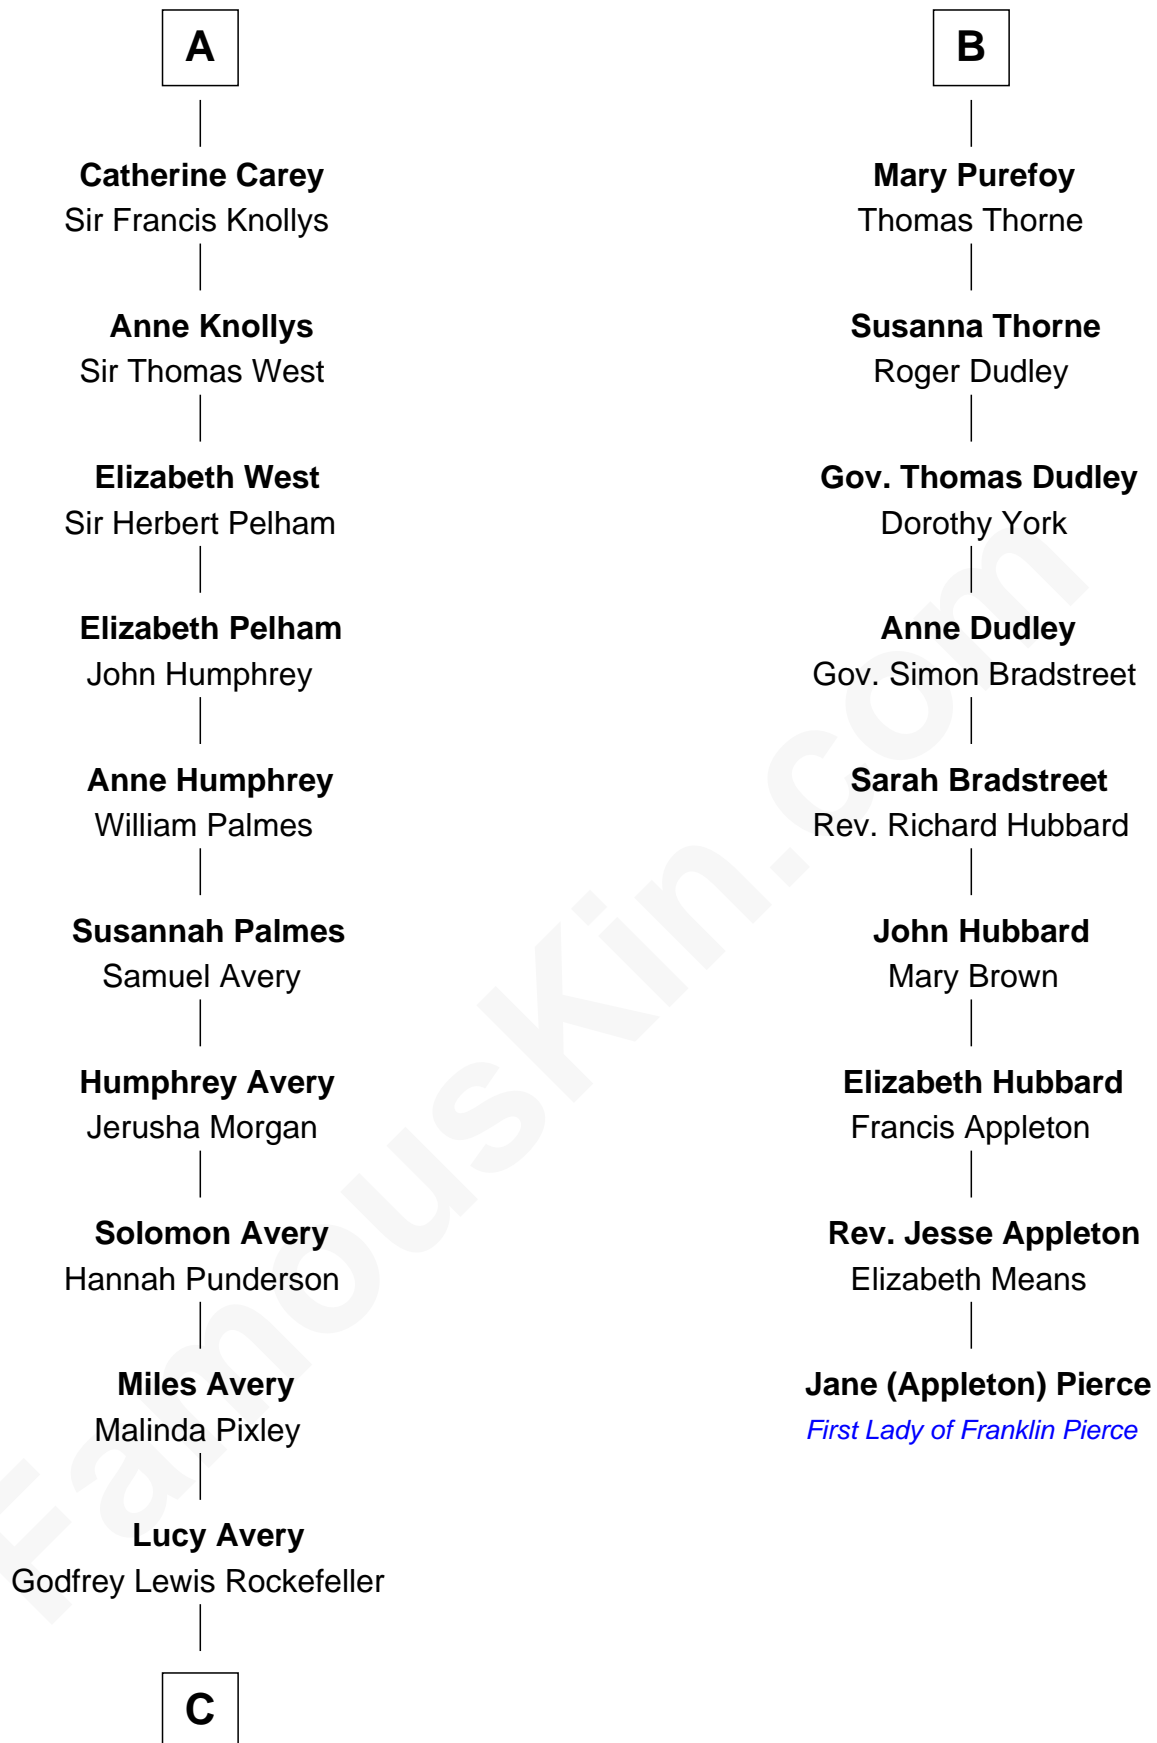 A
Catherine Carey
Sir Francis Knollys
Anne Knollys
Sir Thomas West
Elizabeth West
Sir Herbert Pelham
Elizabeth Pelham
John Humphrey
Anne Humphrey
William Palmes
Susannah Palmes
Samuel Avery
Humphrey Avery
Jerusha Morgan
Solomon Avery
Hannah Punderson
Miles Avery
Malinda Pixley
Lucy Avery
Godfrey Lewis Rockefeller
C
B
Mary Purefoy
Thomas Thorne
Susanna Thorne
Roger Dudley
Gov. Thomas Dudley
Dorothy York
Anne Dudley
Gov. Simon Bradstreet
Sarah Bradstreet
Rev. Richard Hubbard
John Hubbard
Mary Brown
Elizabeth Hubbard
Francis Appleton
Rev. Jesse Appleton
Elizabeth Means
Jane (Appleton) Pierce
First Lady of Franklin Pierce
FamousKin.com